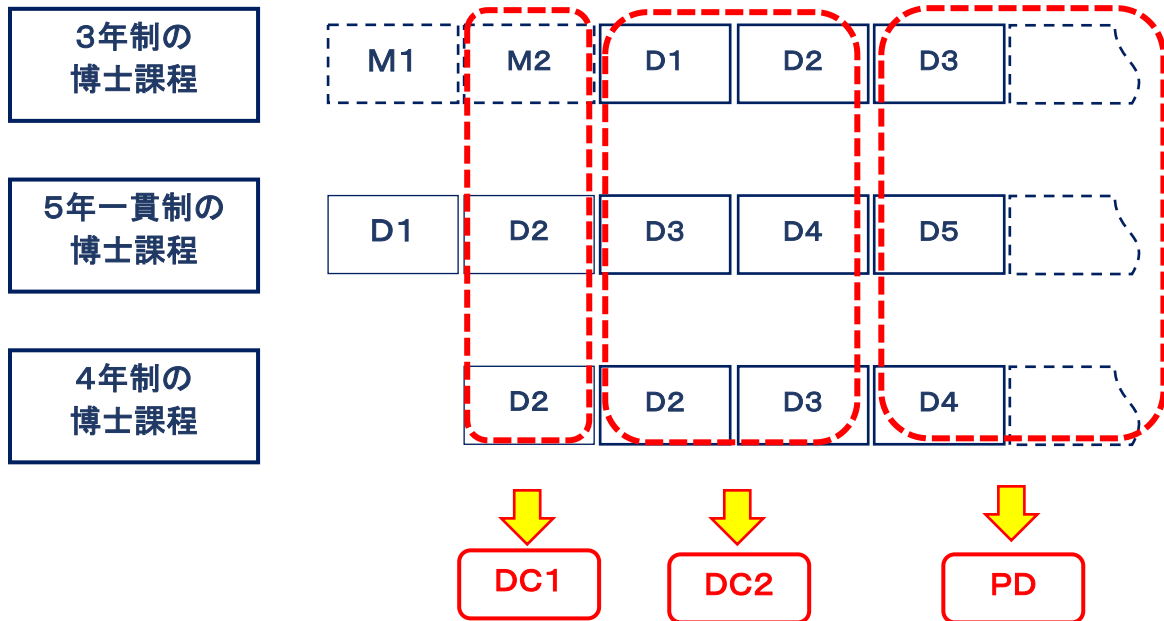 3年制の
博士課程
M1 M2 D1 D2 D3
5年一貫制の
博士課程
D1 D2 D3 D4 D5
4年制の
博士課程
D2 D2 D3 D4
DC1 DC2 PD